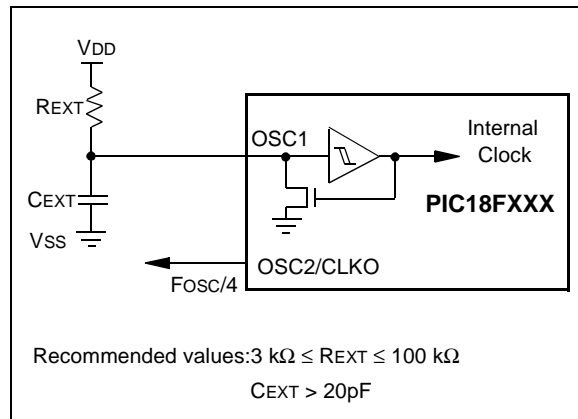 VDD
REXT
OSC1
Internal
Clock
CEXT
PIC18FXXX
VSS
OSC2/CLKO
FOSC/4
Recommended values:3 kΩ ≤ REXT ≤ 100 kΩ
CEXT > 20pF